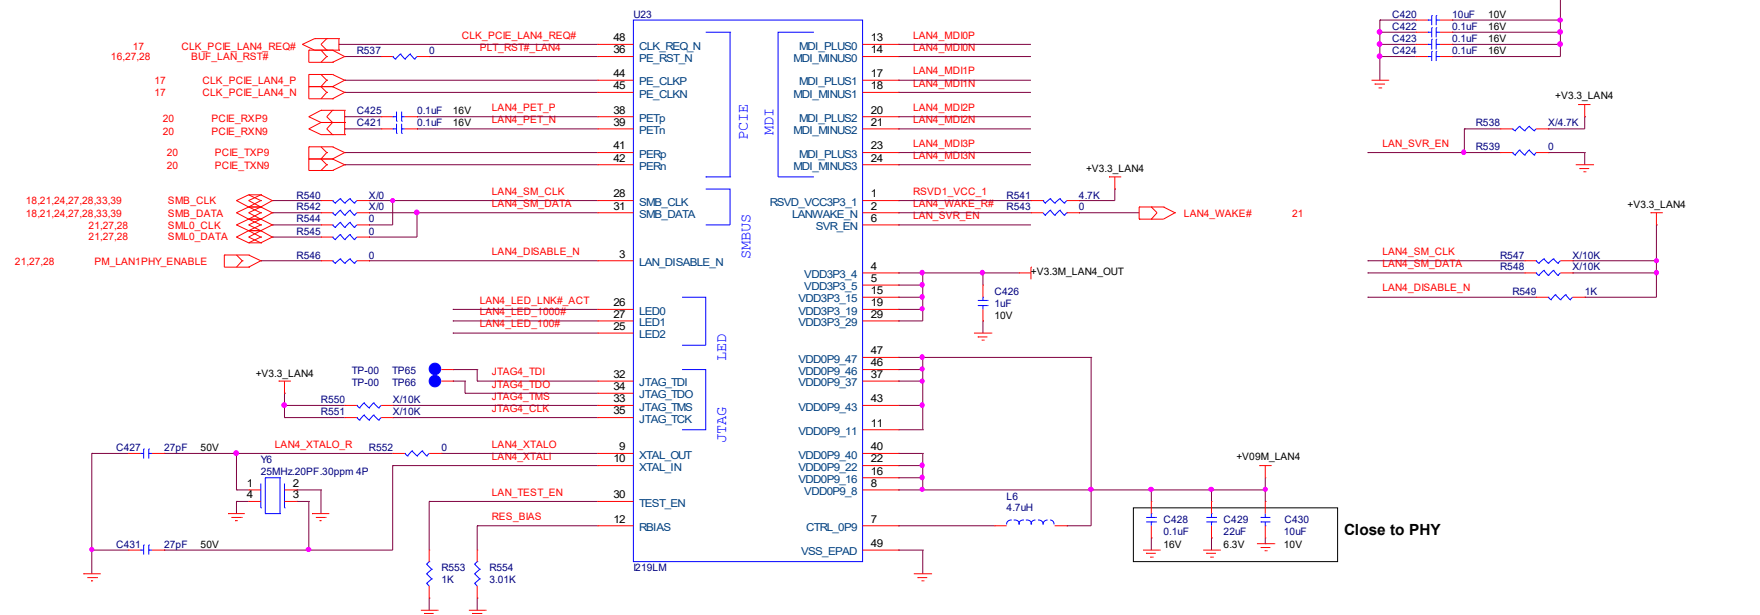 U23
C420 10uF 10V
C422 0.1uF 16V
C423 0.1uF 16V
C424 0.1uF 16V
17 CLK_PCIE_LAN4_REQ# CLK_PCIE_LAN4_REQ# 48 CLK_REQ_N
16,27,28 BUF_LAN_RST# R537 0 PLT_RST#_LAN4 36 PE_RST_N
17 CLK_PCIE_LAN4_P 44 PE_CLKP
17 CLK_PCIE_LAN4_N 45 PE_CLKN
20 PCIE_RXP9 C425 0.1uF 16V LAN4_PET_P 38 PETp
20 PCIE_RXN9 C421 0.1uF 16V LAN4_PET_N 39 PETn
20 PCIE_TXP9 41 PERp
20 PCIE_TXN9 42 PERn
PCIE
18,21,24,27,28,33,39 SMB_CLK R540 X/0 LAN4_SM_CLK 28 SMB_CLK
18,21,24,27,28,33,39 SMB_DATA R542 X/0 LAN4_SM_DATA 31 SMB_DATA
21,27,28 SML0_CLK R544 0
21,27,28 SML0_DATA R545 0
SMBUS
21,27,28 PM_LAN1PHY_ENABLE R546 0 LAN4_DISABLE_N 3 LAN_DISABLE_N
LAN4_LED_LNK#_ACT 26 LED0
LAN4_LED_1000# 27 LED1
LAN4_LED_100# 25 LED2
LED
+V3.3_LAN4
TP-00 TP65 JTAG4_TDI 32 JTAG_TDI
TP-00 TP66 JTAG4_TDO 34 JTAG_TDO
R550 X/10K JTAG4_TMS 33 JTAG_TMS
R551 X/10K JTAG4_CLK 35 JTAG_TCK
JTAG
C427 27pF 50V LAN4_XTALO_R R552 0 LAN4_XTALO 9 XTAL_OUT
LAN4_XTALI 10 XTAL_IN
Y6
25MHz.20PF.30ppm 4P
1 2
4 3
LAN_TEST_EN 30 TEST_EN
RES_BIAS 12 RBIAS
C431 27pF 50V
R553 1K
R554 3.01K
I219LM
MDI
MDI_PLUS0 13 LAN4_MDI0P
MDI_MINUS0 14 LAN4_MDI0N
MDI_PLUS1 17 LAN4_MDI1P
MDI_MINUS1 18 LAN4_MDI1N
MDI_PLUS2 20 LAN4_MDI2P
MDI_MINUS2 21 LAN4_MDI2N
MDI_PLUS3 23 LAN4_MDI3P
MDI_MINUS3 24 LAN4_MDI3N
+V3.3_LAN4
RSVD_VCC3P3_1 1 RSVD1_VCC_1 R541 4.7K
LANWAKE_N 2 LAN4_WAKE_R# R543 0 LAN4_WAKE# 21
SVR_EN 6 LAN_SVR_EN
VDD3P3_4 4 +V3.3M_LAN4_OUT
VDD3P3_5 5
VDD3P3_15 15
VDD3P3_19 19
VDD3P3_29 29
C426
1uF
10V
VDD0P9_47 47
VDD0P9_46 46
VDD0P9_37 37
VDD0P9_43 43
VDD0P9_11 11
VDD0P9_40 40
VDD0P9_22 22
VDD0P9_16 16
VDD0P9_8 8
+V09M_LAN4
L6
4.7uH
CTRL_0P9 7
VSS_EPAD 49
C428 C429 C430
0.1uF 22uF 10uF
16V 6.3V 10V
Close to PHY
+V3.3_LAN4
R538 X/4.7K
LAN_SVR_EN R539 0
+V3.3_LAN4
LAN4_SM_CLK R547 X/10K
LAN4_SM_DATA R548 X/10K
LAN4_DISABLE_N R549 1K